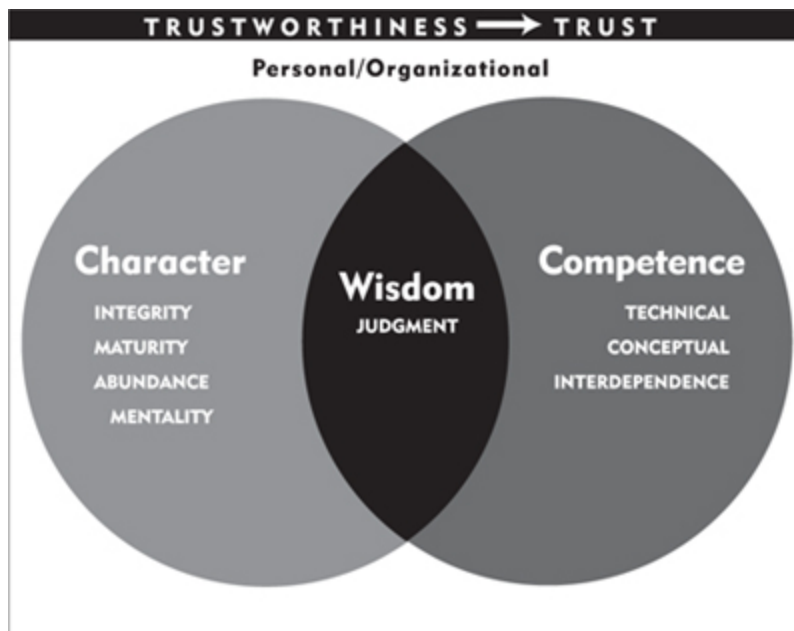 TRUSTWORTHINESS → TRUST
Personal/Organizational
Character
INTEGRITY
MATURITY
ABUNDANCE
MENTALITY
Wisdom
JUDGMENT
Competence
TECHNICAL
CONCEPTUAL
INTERDEPENDENCE